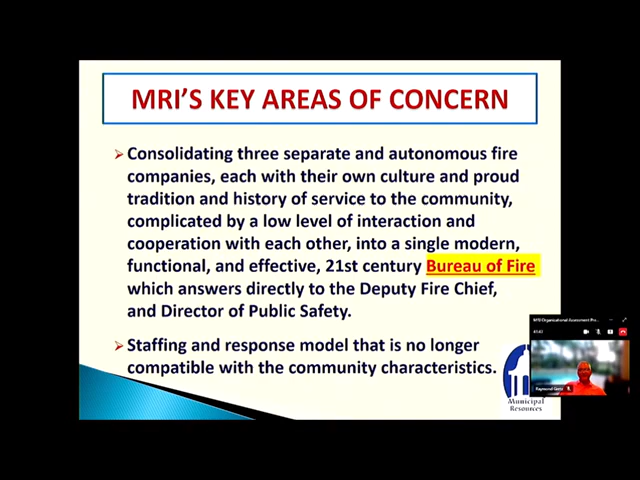 MRI'S KEY AREAS OF CONCERN
Consolidating three separate and autonomous fire
companies, each with their own culture and proud
tradition and history of service to the community,
complicated by a low level of interaction and
cooperation with each other, into a single modern,
functional, and effective, 21st century Bureau of Fire
which answers directly to the Deputy Fire Chief,
and Director of Public Safety.
Staffing and response model that is no longer
compatible with the community characteristics.
Municipal
Resources
MRI Organizational Assessment
Raymond